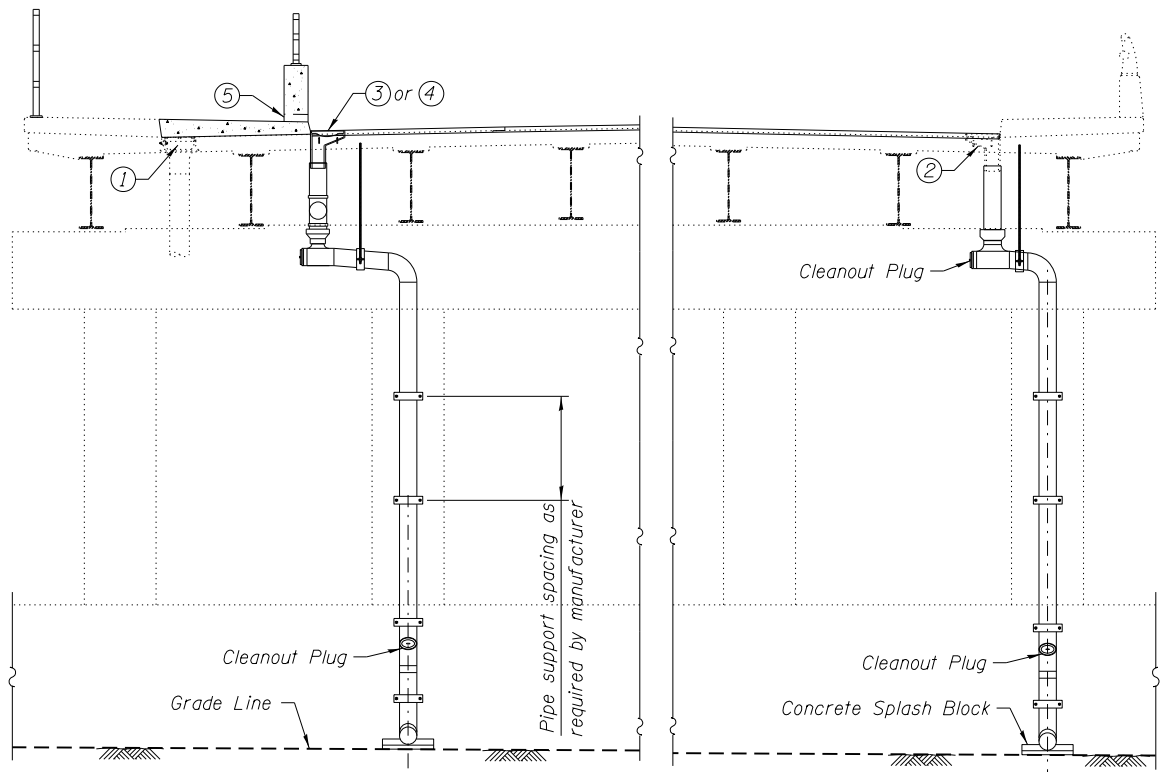 5
3 or 4
1
2
Cleanout Plug
Pipe support spacing as
required by manufacturer
Cleanout Plug
Cleanout Plug
Grade Line
Concrete Splash Block